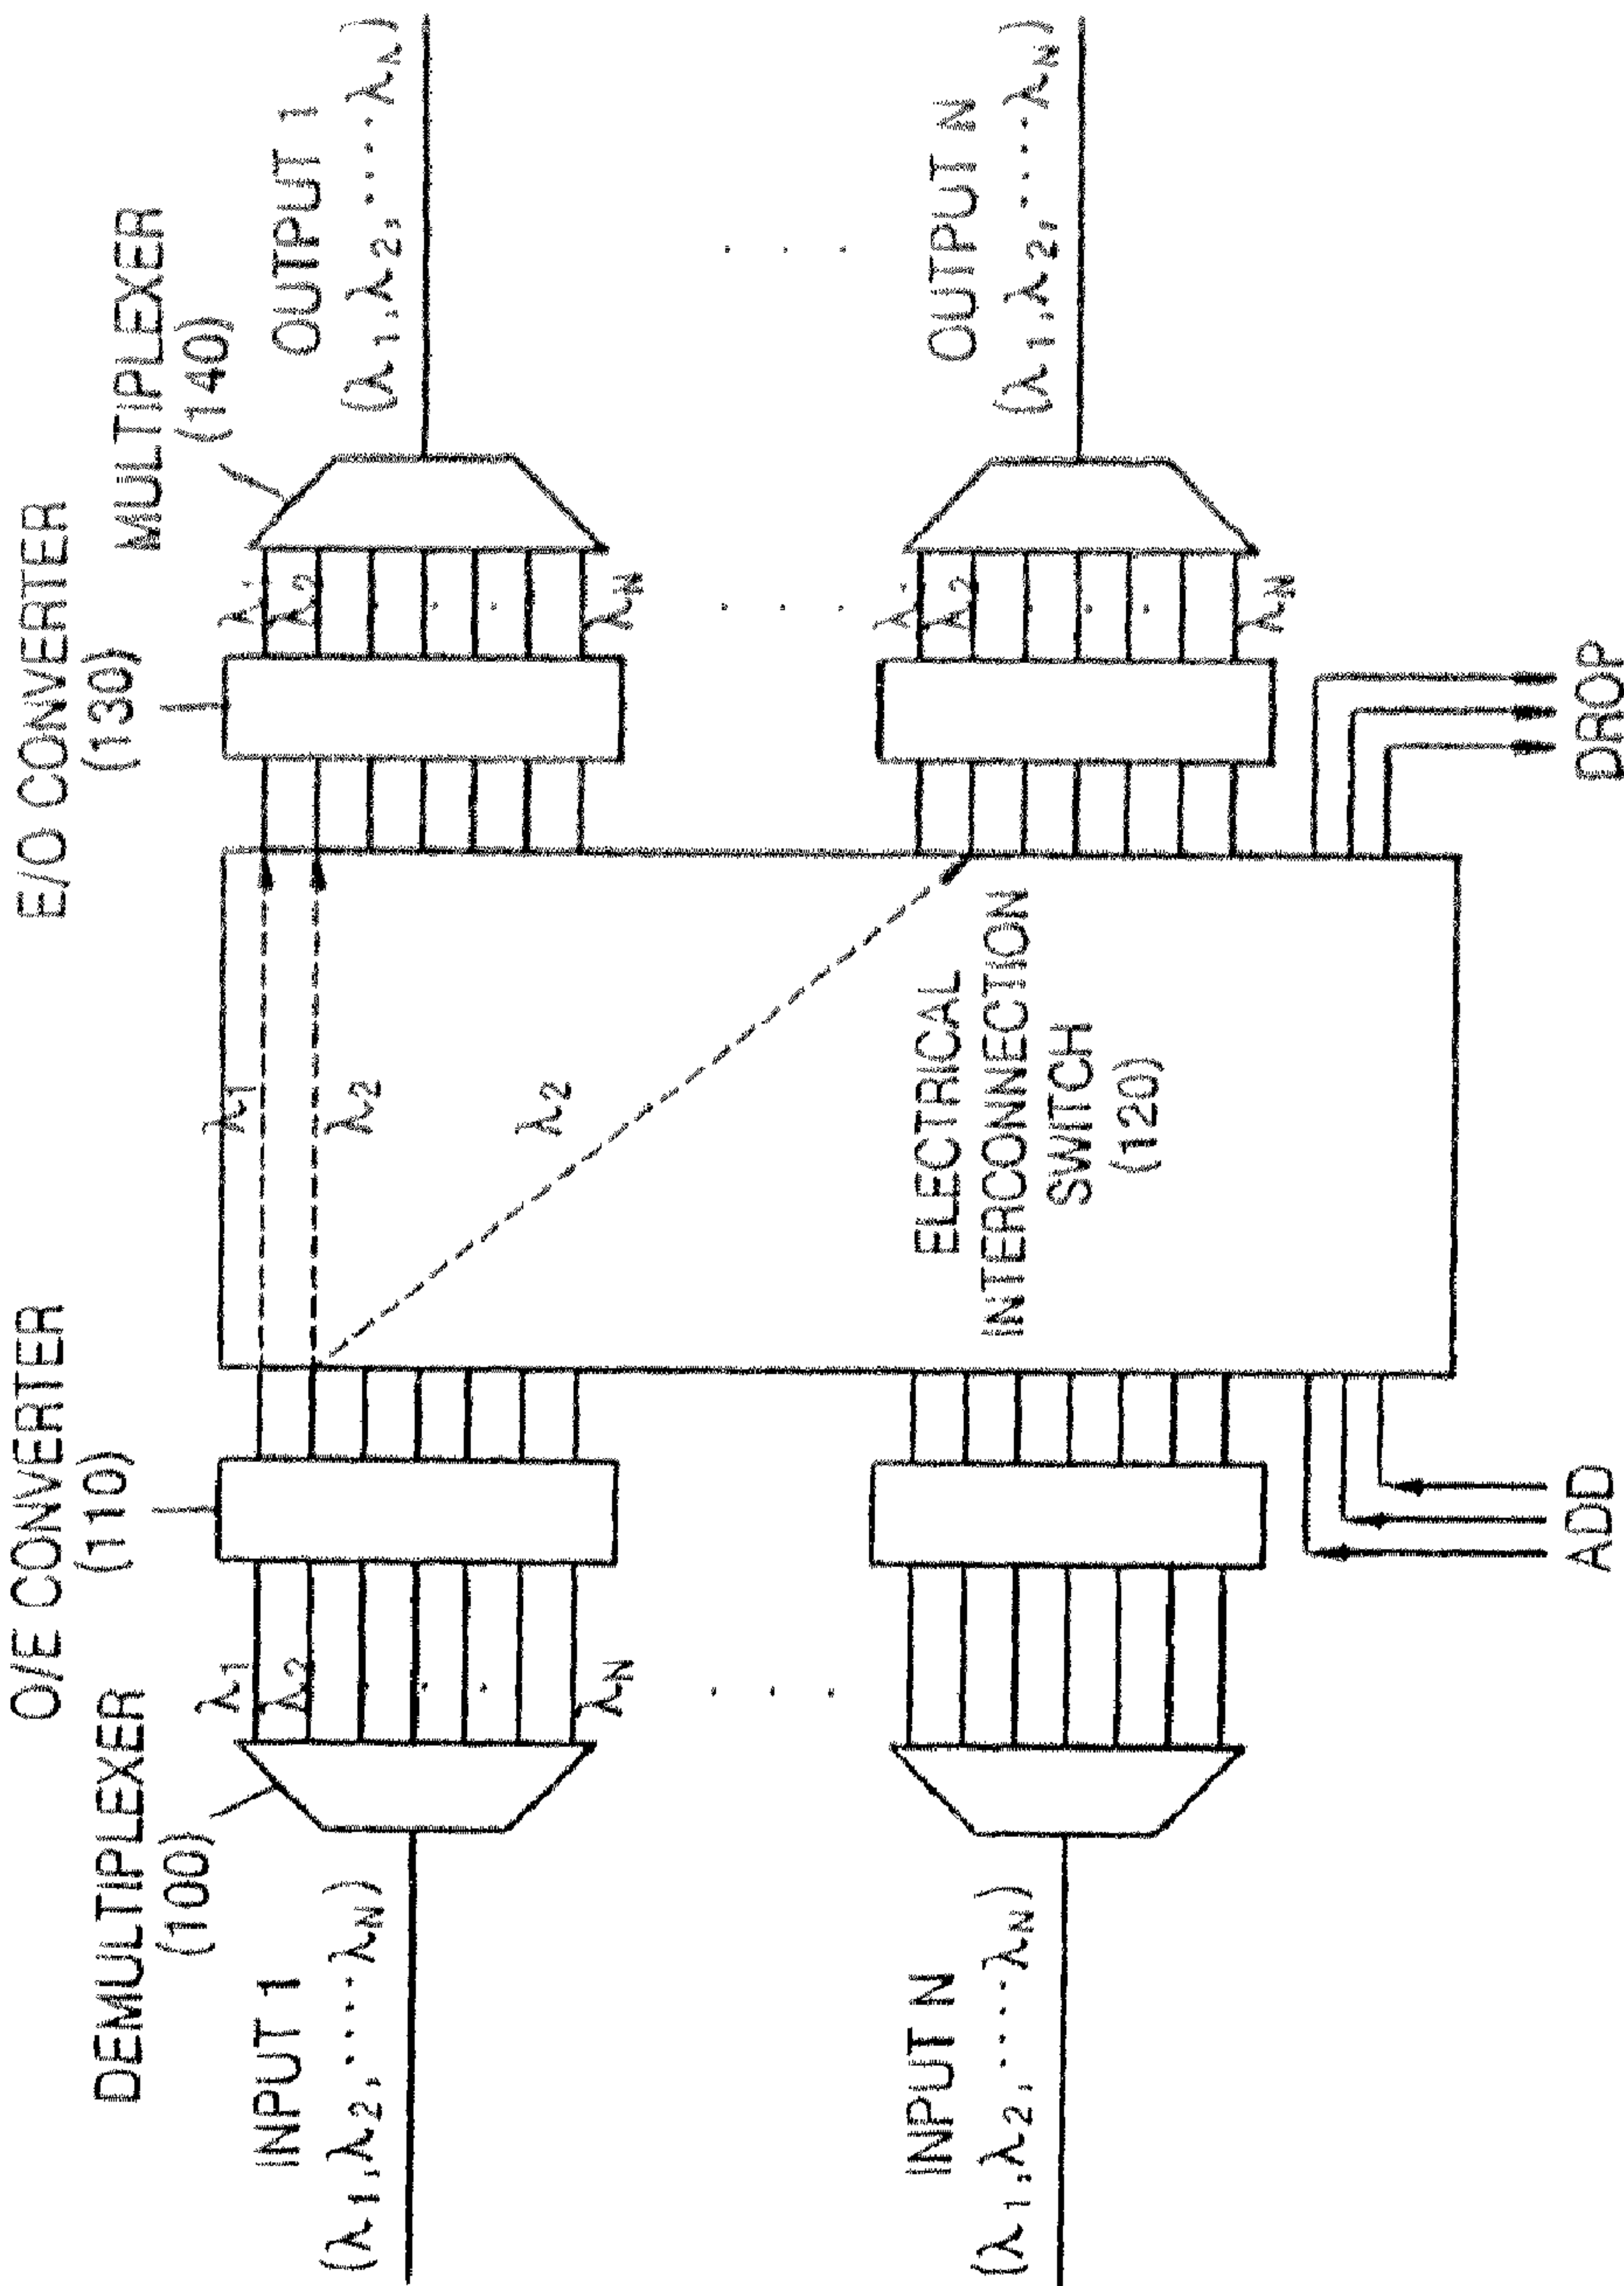 DEMULTIPLEXER
(100)
O/E CONVERTER
(110)
E/O CONVERTER
(130)
MULTIPLEXER
(140)
INPUT 1
(λ1,λ2, ····· λN)
λ1
λ2
· · ·
λN
λ1
λ2
λ2
λ2
· · ·
λN
OUTPUT 1
(λ1,λ2, ····· λN)
· · ·
· · ·
· · ·
INPUT N
(λ1,λ2, ····· λN)
ELECTRICAL
INTERCONNECTION
SWITCH
(120)
λ2
· · ·
λN
OUTPUT N
(λ1,λ2, ····· λN)
ADD
DROP